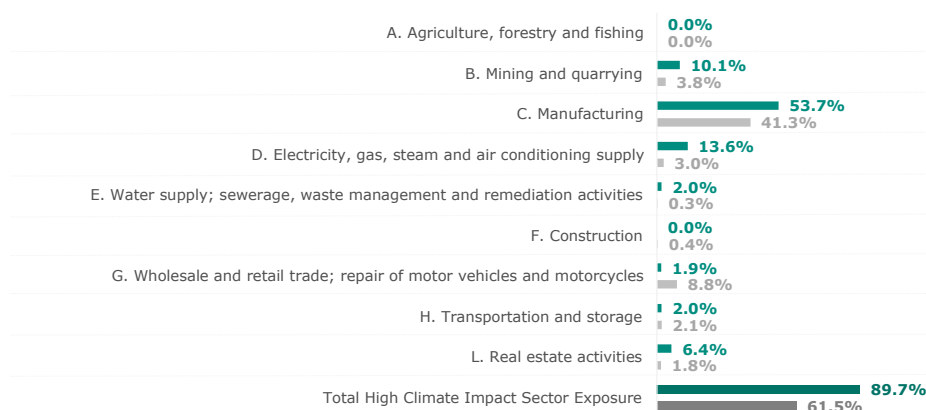 A. Agriculture, forestry and fishing
0.0%
0.0%
B. Mining and quarrying
10.1%
3.8%
C. Manufacturing
53.7%
41.3%
D. Electricity, gas, steam and air conditioning supply
13.6%
3.0%
E. Water supply; sewerage, waste management and remediation activities
2.0%
0.3%
F. Construction
0.0%
0.4%
G. Wholesale and retail trade; repair of motor vehicles and motorcycles
1.9%
8.8%
H. Transportation and storage
2.0%
2.1%
L. Real estate activities
6.4%
1.8%
Total High Climate Impact Sector Exposure
89.7%
61.5%